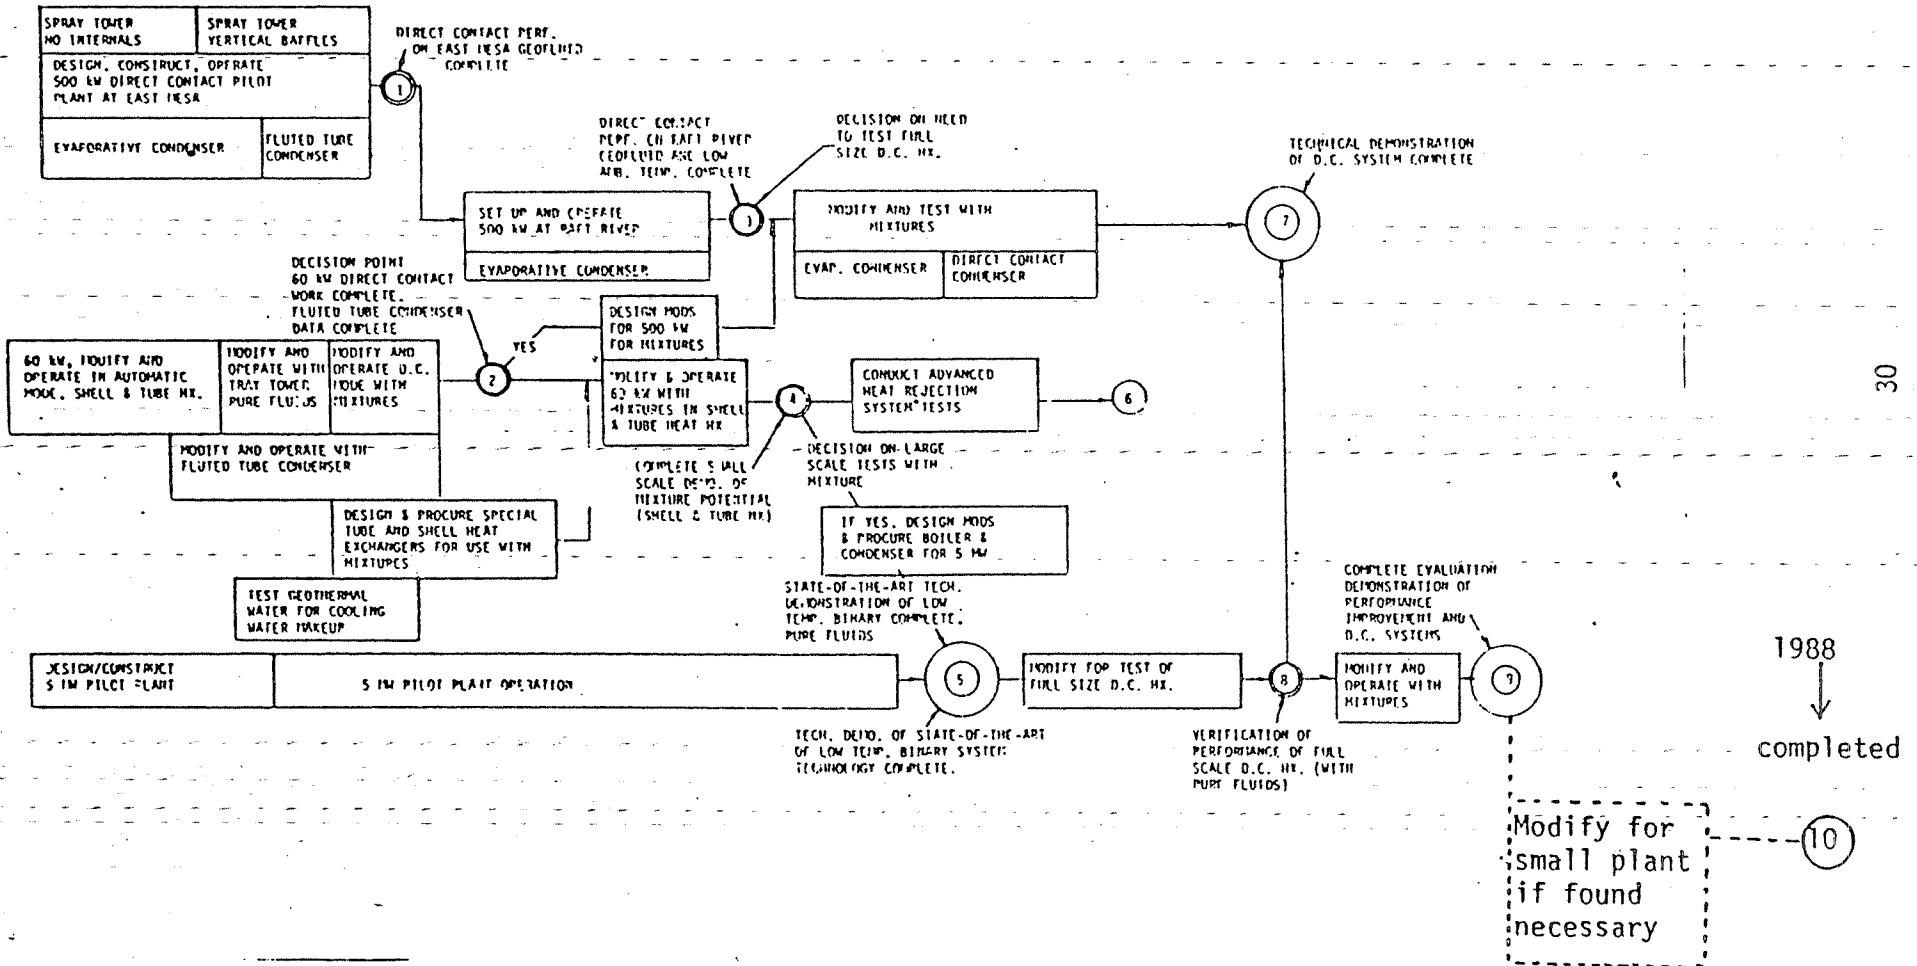 SPRAY TOWER
NO INTERNALS
SPRAY TOWER
VERTICAL BAFFLES
DESIGN, CONSTRUCT, OPERATE
500 kW DIRECT CONTACT PILOT
PLANT AT EAST MESA
EVAPORATIVE CONDENSER
FLUTED TUBE
CONDENSER
DIRECT CONTACT PERF.
ON EAST MESA GEOFLUID
COMPLETE
1
DIRECT CONTACT
PERF. ON RAFT RIVER
GEOFLUID AND LOW
AMB. TEMP. COMPLETE
DECISION ON NEED
TO TEST FULL
SIZE D.C. HX.
TECHNICAL DEMONSTRATION
OF D.C. SYSTEM COMPLETE
SET UP AND OPERATE
500 kW AT RAFT RIVER
EVAPORATIVE CONDENSER
3
MODIFY AND TEST WITH
MIXTURES
EVAP. CONDENSER
DIRECT CONTACT
CONDENSER
7
DECISION POINT
60 kW DIRECT CONTACT
WORK COMPLETE.
FLUTED TUBE CONDENSER
DATA COMPLETE
YES
DESIGN MODS
FOR 500 kW
FOR MIXTURES
60 kW, MODIFY AND
OPERATE IN AUTOMATIC
MODE, SHELL & TUBE HX.
MODIFY AND
OPERATE WITH
TRAY TOWER
PURE FLUIDS
MODIFY AND
OPERATE D.C.
MODE WITH
MIXTURES
2
MODIFY & OPERATE
60 kW WITH
MIXTURES IN SHELL
& TUBE HEAT HX
4
CONDUCT ADVANCED
HEAT REJECTION
SYSTEM TESTS
6
30
MODIFY AND OPERATE WITH
FLUTED TUBE CONDENSER
COMPLETE SMALL
SCALE DEMO. OF
MIXTURE POTENTIAL
(SHELL & TUBE HX)
DECISION ON LARGE
SCALE TESTS WITH
MIXTURE
DESIGN & PROCURE SPECIAL
TUBE AND SHELL HEAT
EXCHANGERS FOR USE WITH
MIXTURES
IF YES, DESIGN MODS
& PROCURE BOILER &
CONDENSER FOR 5 MW
TEST GEOTHERMAL
WATER FOR COOLING
WATER MAKEUP
STATE-OF-THE-ART TECH.
DEMONSTRATION OF LOW
TEMP. BINARY COMPLETE,
PURE FLUIDS
COMPLETE EVALUATION
DEMONSTRATION OF
PERFORMANCE
IMPROVEMENT AND
D.C. SYSTEMS
DESIGN/CONSTRUCT
5 MW PILOT PLANT
5 MW PILOT PLANT OPERATION
5
MODIFY FOR TEST OF
FULL SIZE D.C. HX.
8
MODIFY AND
OPERATE WITH
MIXTURES
9
1988
completed
TECH. DEMO. OF STATE-OF-THE-ART
OF LOW TEMP. BINARY SYSTEM
TECHNOLOGY COMPLETE.
VERIFICATION OF
PERFORMANCE OF FULL
SCALE D.C. HX. (WITH
PURE FLUIDS)
Modify for
small plant
if found
necessary
10